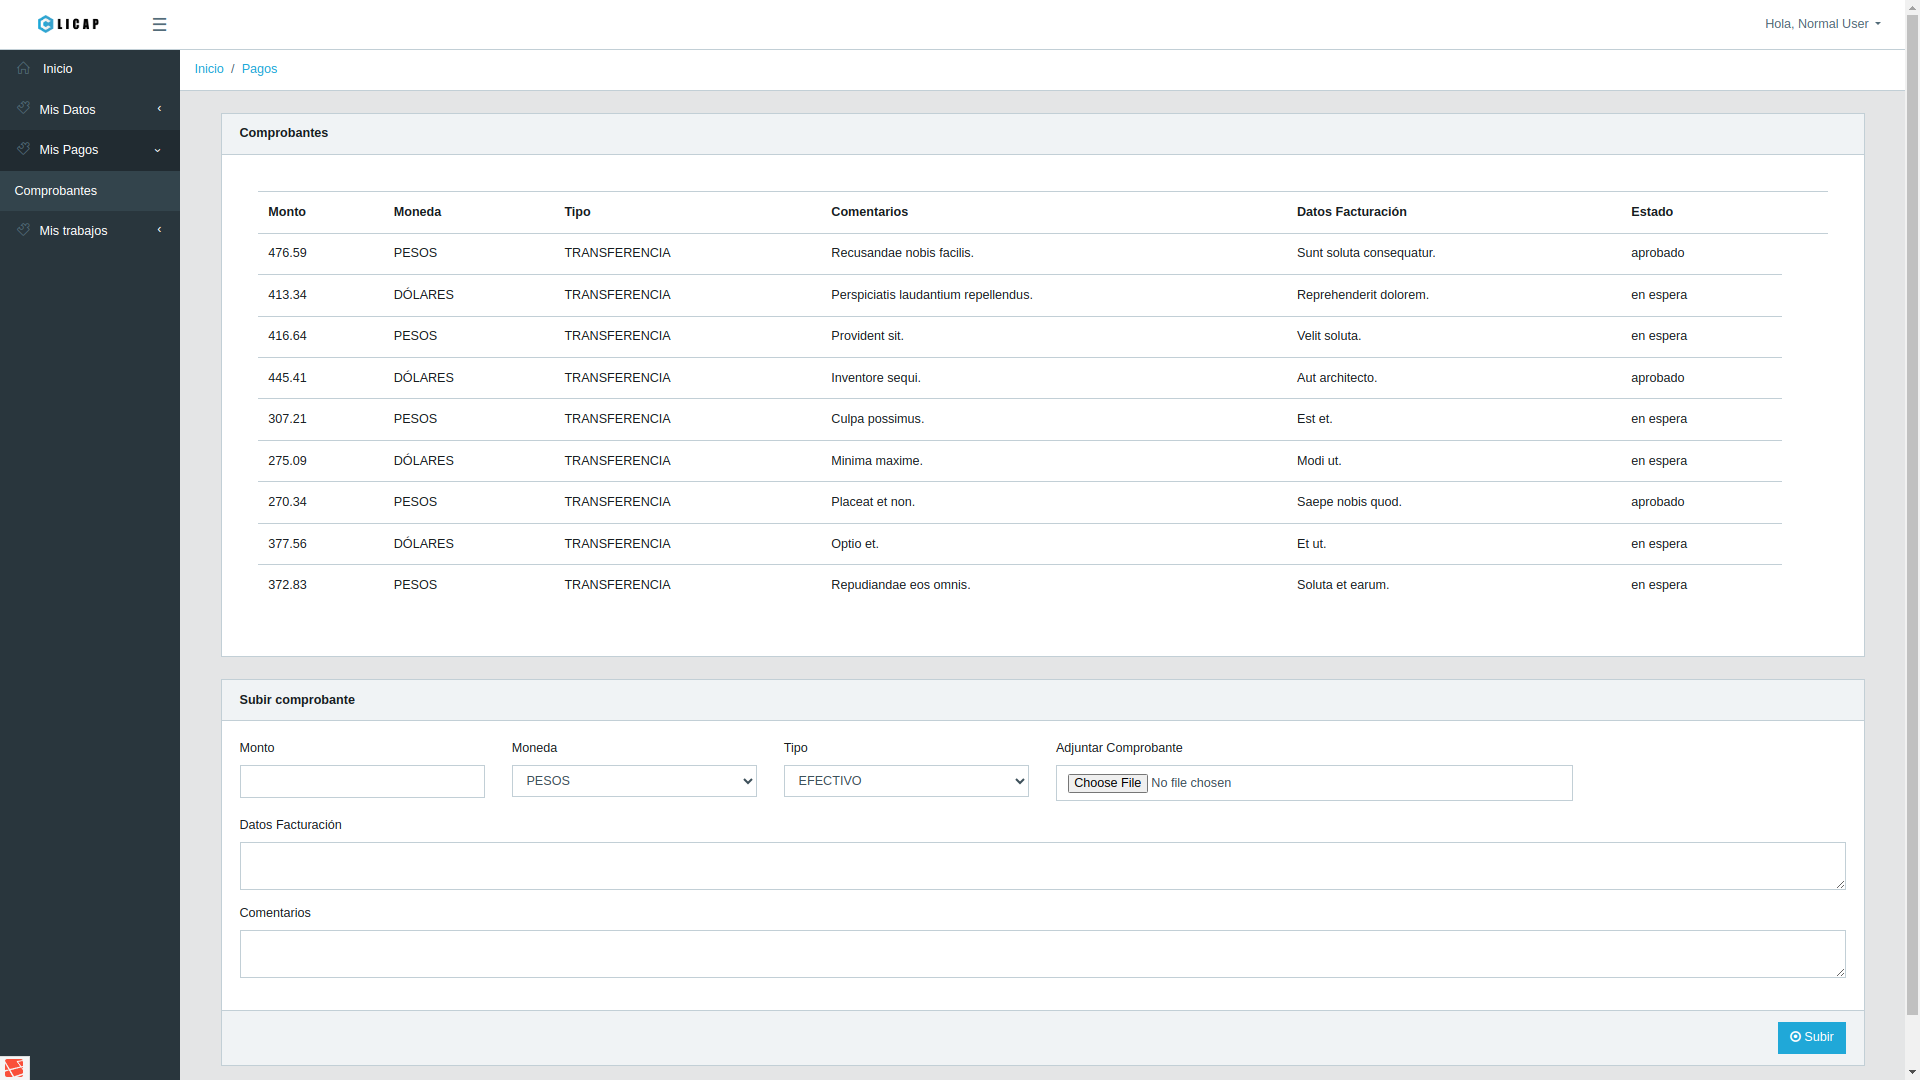 LICAP
☰
Hola, Normal User
Inicio
Mis Datos
Mis Pagos
Comprobantes
Mis trabajos
Inicio / Pagos
Comprobantes
Monto Moneda Tipo Comentarios Datos Facturación Estado
476.59 PESOS TRANSFERENCIA Recusandae nobis facilis. Sunt soluta consequatur. aprobado
413.34 DÓLARES TRANSFERENCIA Perspiciatis laudantium repellendus. Reprehenderit dolorem. en espera
416.64 PESOS TRANSFERENCIA Provident sit. Velit soluta. en espera
445.41 DÓLARES TRANSFERENCIA Inventore sequi. Aut architecto. aprobado
307.21 PESOS TRANSFERENCIA Culpa possimus. Est et. en espera
275.09 DÓLARES TRANSFERENCIA Minima maxime. Modi ut. en espera
270.34 PESOS TRANSFERENCIA Placeat et non. Saepe nobis quod. aprobado
377.56 DÓLARES TRANSFERENCIA Optio et. Et ut. en espera
372.83 PESOS TRANSFERENCIA Repudiandae eos omnis. Soluta et earum. en espera
Subir comprobante
Monto Moneda Tipo Adjuntar Comprobante
PESOS EFECTIVO Choose File No file chosen
Datos Facturación
Comentarios
Subir